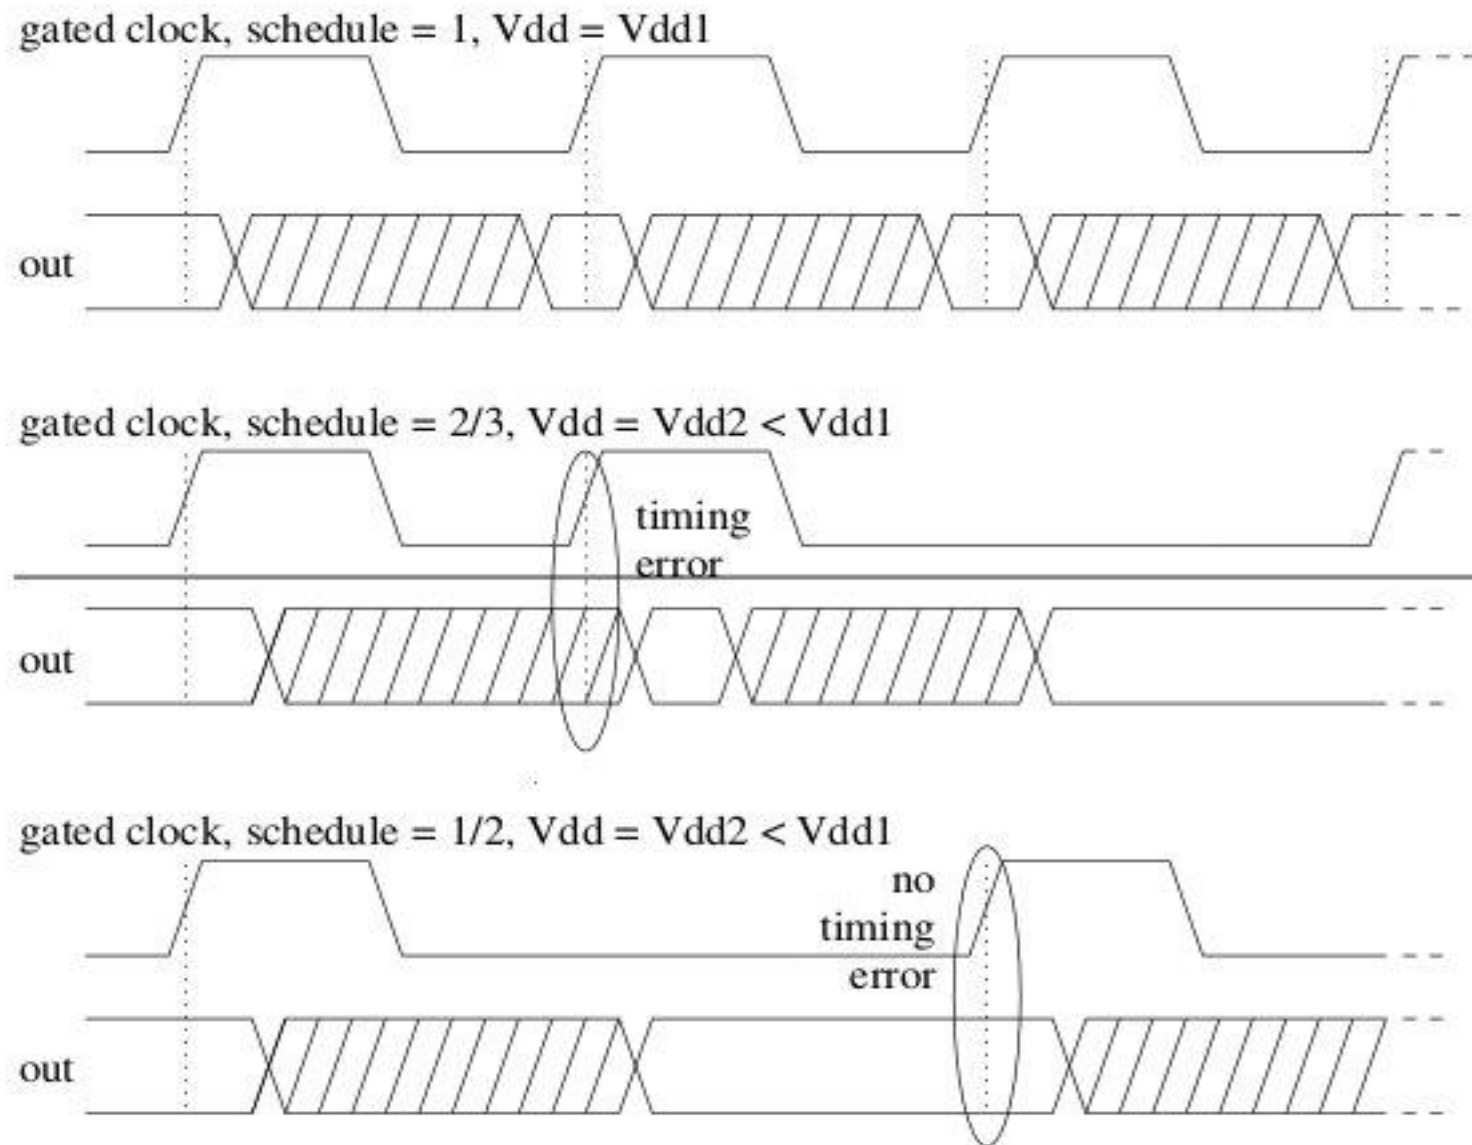 gated clock, schedule = 1, Vdd = Vdd1
out
gated clock, schedule = 2/3, Vdd = Vdd2 < Vdd1
timing
error
out
gated clock, schedule = 1/2, Vdd = Vdd2 < Vdd1
no
timing
error
out